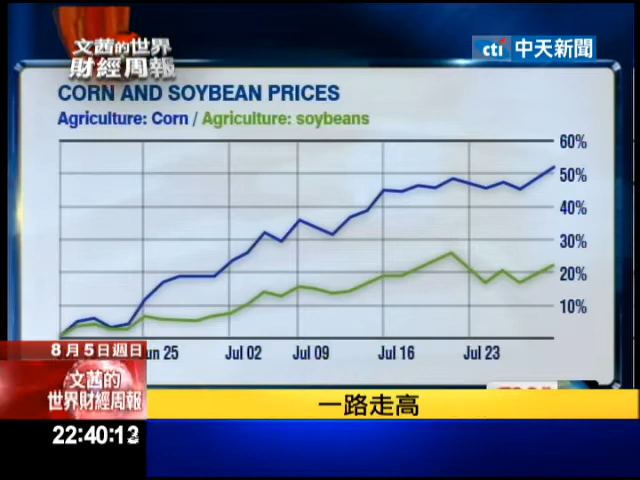 文茜的世界
財經周報
cti 中天新聞
CORN AND SOYBEAN PRICES
Agriculture: Corn / Agriculture: soybeans
60%
50%
40%
30%
20%
10%
un 25 Jul 02 Jul 09 Jul 16 Jul 23
8月5日週日
文茜的
世界財經周報
一路走高
22:40:13